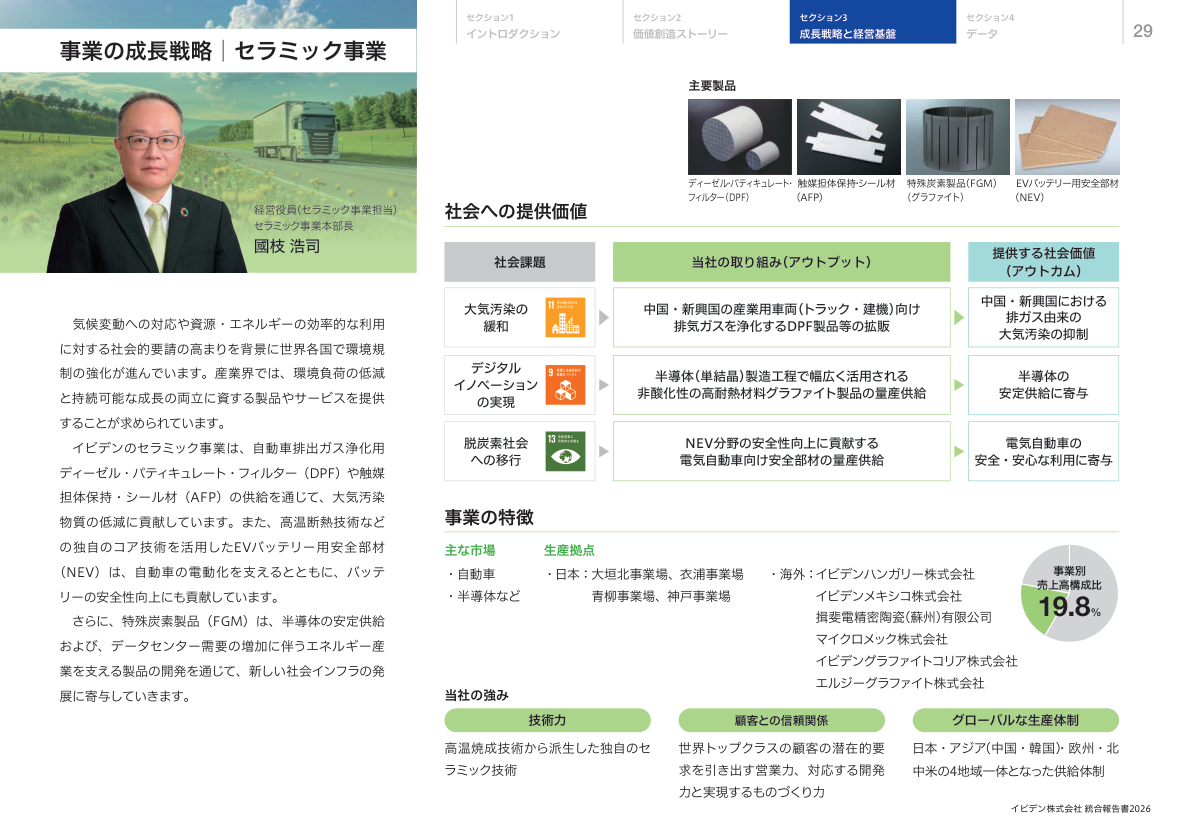 セクション1
イントロダクション
セクション2
価値創造ストーリー
セクション3
成長戦略と経営基盤
セクション4
データ
29
事業の成長戦略｜セラミック事業
経営役員(セラミック事業担当)
セラミック事業本部長
國枝 浩司
気候変動への対応や資源・エネルギーの効率的な利用
に対する社会的要請の高まりを背景に世界各国で環境規
制の強化が進んでいます。産業界では、環境負荷の低減
と持続可能な成長の両立に資する製品やサービスを提供
することが求められています。
イビデンのセラミック事業は、自動車排出ガス浄化用
ディーゼル・パティキュレート・フィルター（DPF）や触媒
担体保持・シール材（AFP）の供給を通じて、大気汚染
物質の低減に貢献しています。また、高温断熱技術など
の独自のコア技術を活用したEVバッテリー用安全部材
（NEV）は、自動車の電動化を支えるとともに、バッテ
リーの安全性向上にも貢献しています。
さらに、特殊炭素製品（FGM）は、半導体の安定供給
および、データセンター需要の増加に伴うエネルギー産
業を支える製品の開発を通じて、新しい社会インフラの発
展に寄与していきます。
主要製品
ディーゼル・パティキュレート・
フィルター(DPF)
触媒担体保持・シール材
(AFP)
特殊炭素製品(FGM)
(グラファイト)
EVバッテリー用安全部材
(NEV)
社会への提供価値
社会課題
当社の取り組み(アウトプット)
提供する社会価値
(アウトカム)
大気汚染の
緩和
11
中国・新興国の産業用車両(トラック・建機)向け
排気ガスを浄化するDPF製品等の拡販
中国・新興国における
排ガス由来の
大気汚染の抑制
デジタル
イノベーション
の実現
9
半導体(単結晶)製造工程で幅広く活用される
非酸化性の高耐熱材料グラファイト製品の量産供給
半導体の
安定供給に寄与
脱炭素社会
への移行
13
NEV分野の安全性向上に貢献する
電気自動車向け安全部材の量産供給
電気自動車の
安全・安心な利用に寄与
事業の特徴
主な市場
・自動車
・半導体など
生産拠点
・日本：大垣北事業場、衣浦事業場
青柳事業場、神戸事業場
・海外：イビデンハンガリー株式会社
イビデンメキシコ株式会社
揖斐電精密陶瓷(蘇州)有限公司
マイクロメック株式会社
イビデングラファイトコリア株式会社
エルジーグラファイト株式会社
事業別
売上高構成比
19.8%
当社の強み
技術力
高温焼成技術から派生した独自のセ
ラミック技術
顧客との信頼関係
世界トップクラスの顧客の潜在的要
求を引き出す営業力、対応する開発
力と実現するものづくり力
グローバルな生産体制
日本・アジア(中国・韓国)・欧州・北
中米の4地域一体となった供給体制
イビデン株式会社 統合報告書2026